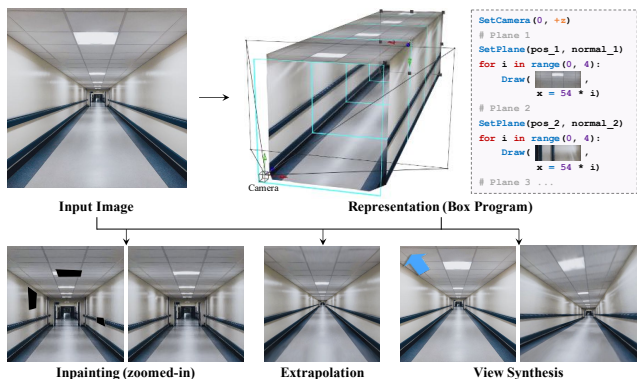 SetCamera(0, +z)
# Plane 1
SetPlane(pos_1, normal_1)
for i in range(0, 4):
Draw( ,
x = 54 * i)
# Plane 2
SetPlane(pos_2, normal_2)
for i in range(0, 4):
Draw( ,
x = 54 * i)
# Plane 3 ...
Camera
Input Image
Representation (Box Program)
Inpainting (zoomed-in)
Extrapolation
View Synthesis